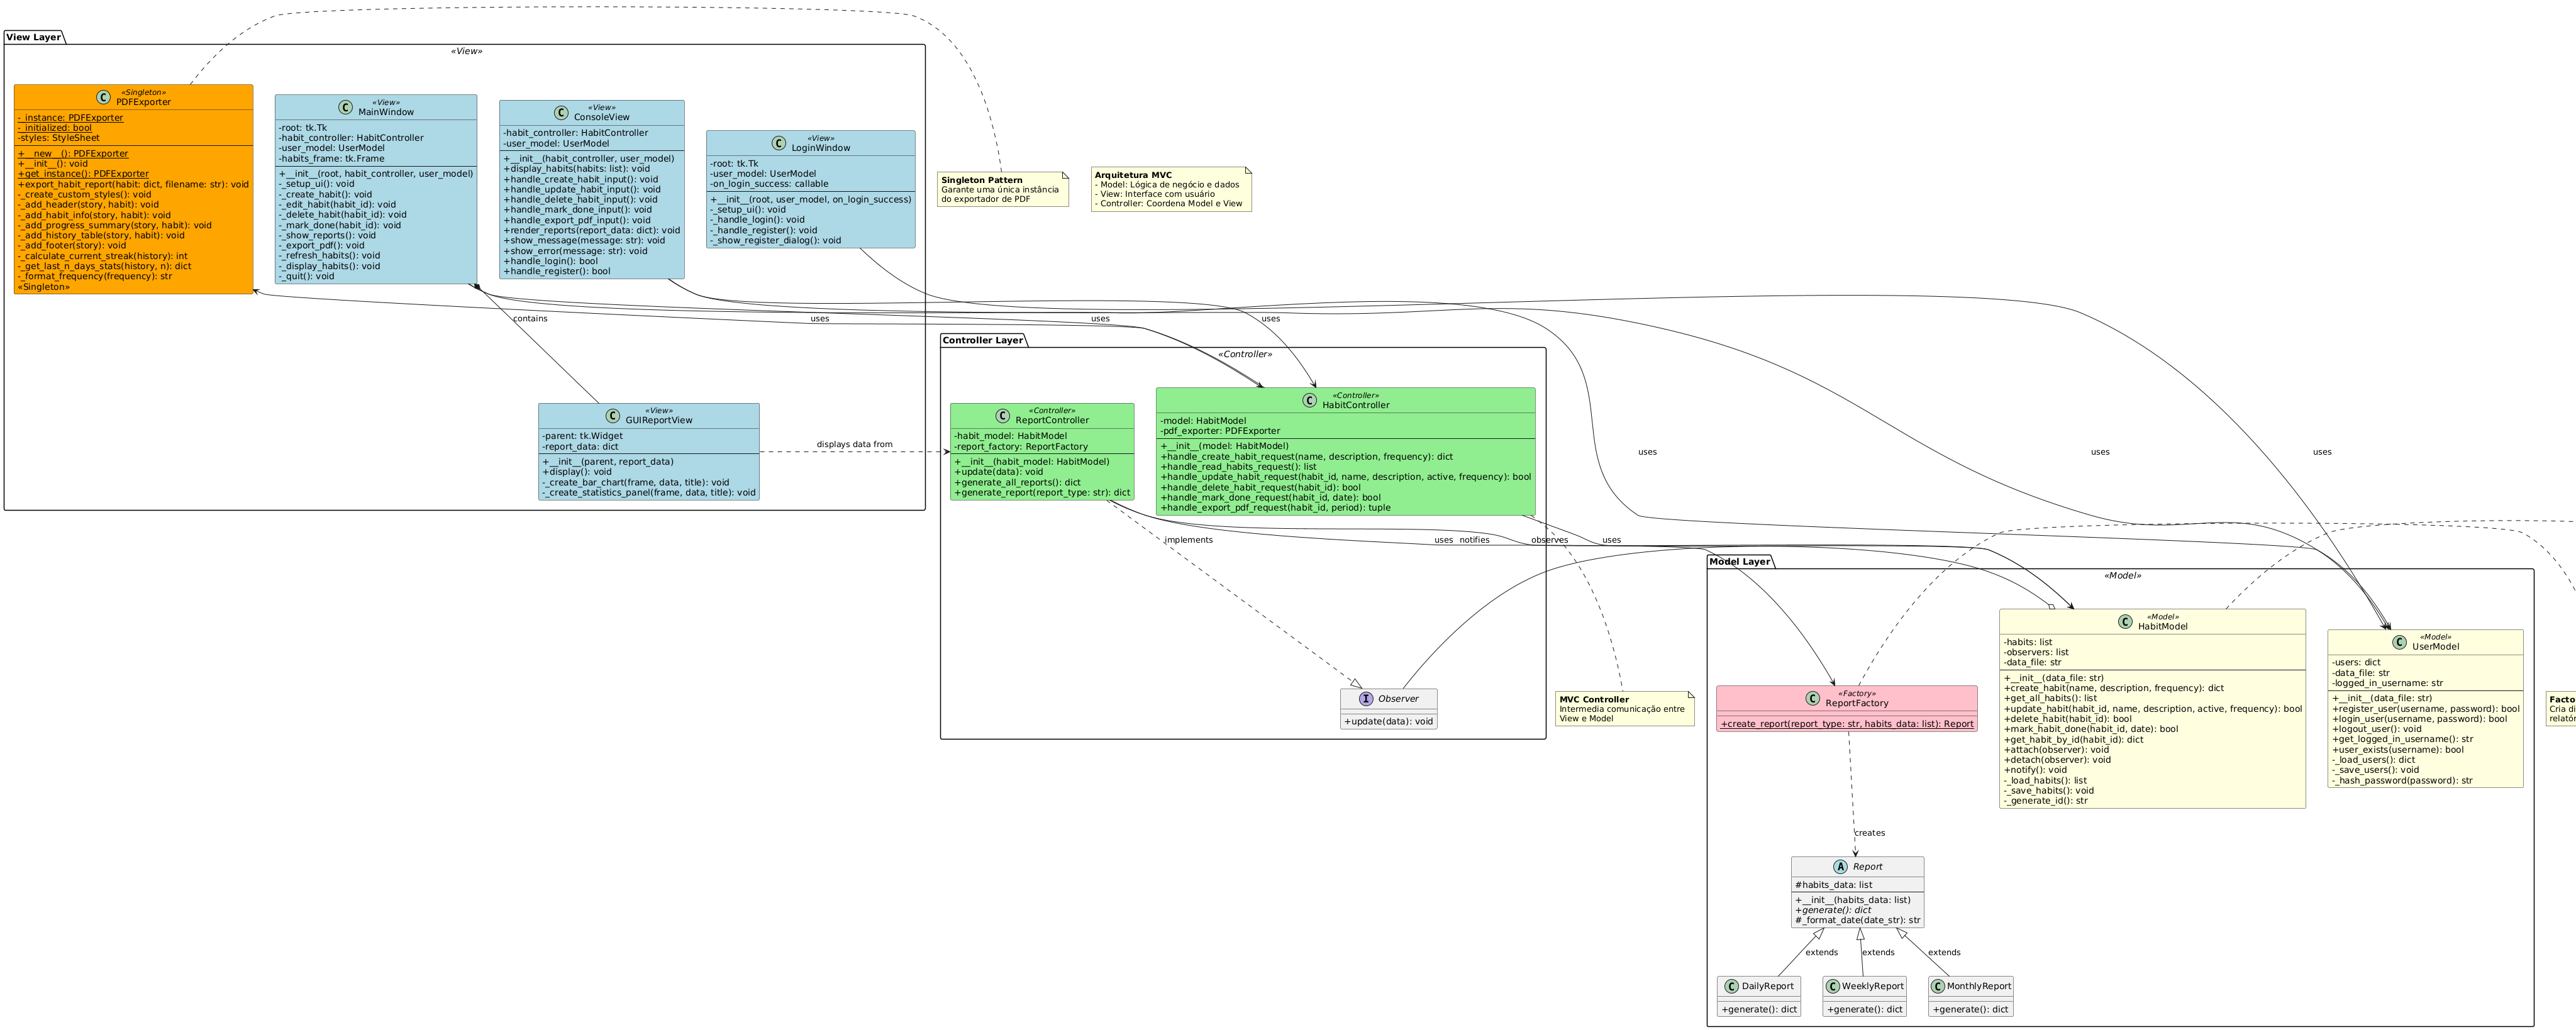 View Layer
«View»
«Singleton»
PDFExporter
-_instance: PDFExporter
-_initialized: bool
-styles: StyleSheet
+__new__(): PDFExporter
+__init__(): void
+get_instance(): PDFExporter
+export_habit_report(habit: dict, filename: str): void
-_create_custom_styles(): void
-_add_header(story, habit): void
-_add_habit_info(story, habit): void
-_add_progress_summary(story, habit): void
-_add_history_table(story, habit): void
-_add_footer(story): void
-_calculate_current_streak(history): int
-_get_last_n_days_stats(history, n): dict
-_format_frequency(frequency): str
«Singleton»
«View»
MainWindow
-root: tk.Tk
-habit_controller: HabitController
-user_model: UserModel
-habits_frame: tk.Frame
+__init__(root, habit_controller, user_model)
-_setup_ui(): void
-_create_habit(): void
-_edit_habit(habit_id): void
-_delete_habit(habit_id): void
-_mark_done(habit_id): void
-_show_reports(): void
-_export_pdf(): void
-_refresh_habits(): void
-_display_habits(): void
-_quit(): void
«View»
ConsoleView
-habit_controller: HabitController
-user_model: UserModel
+__init__(habit_controller, user_model)
+display_habits(habits: list): void
+handle_create_habit_input(): void
+handle_update_habit_input(): void
+handle_delete_habit_input(): void
+handle_mark_done_input(): void
+handle_export_pdf_input(): void
+render_reports(report_data: dict): void
+show_message(message: str): void
+show_error(message: str): void
+handle_login(): bool
+handle_register(): bool
«View»
LoginWindow
-root: tk.Tk
-user_model: UserModel
-on_login_success: callable
+__init__(root, user_model, on_login_success)
-_setup_ui(): void
-_handle_login(): void
-_handle_register(): void
-_show_register_dialog(): void
Singleton Pattern
Garante uma única instância
do exportador de PDF
Arquitetura MVC
- Model: Lógica de negócio e dados
- View: Interface com usuário
- Controller: Coordena Model e View
contains
uses
uses
uses
«View»
GUIReportView
-parent: tk.Widget
-report_data: dict
+__init__(parent, report_data)
+display(): void
-_create_bar_chart(frame, data, title): void
-_create_statistics_panel(frame, data, title): void
displays data from
Controller Layer
«Controller»
«Controller»
ReportController
-habit_model: HabitModel
-report_factory: ReportFactory
+__init__(habit_model: HabitModel)
+update(data): void
+generate_all_reports(): dict
+generate_report(report_type: str): dict
«Controller»
HabitController
-model: HabitModel
-pdf_exporter: PDFExporter
+__init__(model: HabitModel)
+handle_create_habit_request(name, description, frequency): dict
+handle_read_habits_request(): list
+handle_update_habit_request(habit_id, name, description, active, frequency): bool
+handle_delete_habit_request(habit_id): bool
+handle_mark_done_request(habit_id, date): bool
+handle_export_pdf_request(habit_id, period): tuple
uses
uses
uses
implements
uses
notifies
observes
uses
Observer
+update(data): void
MVC Controller
Intermedia comunicação entre
View e Model
Model Layer
«Model»
«Factory»
ReportFactory
+create_report(report_type: str, habits_data: list): Report
«Model»
HabitModel
-habits: list
-observers: list
-data_file: str
+__init__(data_file: str)
+create_habit(name, description, frequency): dict
+get_all_habits(): list
+update_habit(habit_id, name, description, active, frequency): bool
+delete_habit(habit_id): bool
+mark_habit_done(habit_id, date): bool
+get_habit_by_id(habit_id): dict
+attach(observer): void
+detach(observer): void
+notify(): void
-_load_habits(): list
-_save_habits(): void
-_generate_id(): str
«Model»
UserModel
-users: dict
-data_file: str
-logged_in_username: str
+__init__(data_file: str)
+register_user(username, password): bool
+login_user(username, password): bool
+logout_user(): void
+get_logged_in_username(): str
+user_exists(username): bool
-_load_users(): dict
-_save_users(): void
-_hash_password(password): str
Cria
creates
Report
#habits_data: list
+__init__(habits_data: list)
+generate(): dict
#_format_date(date_str): str
extends
extends
extends
DailyReport
+generate(): dict
WeeklyReport
+generate(): dict
MonthlyReport
+generate(): dict